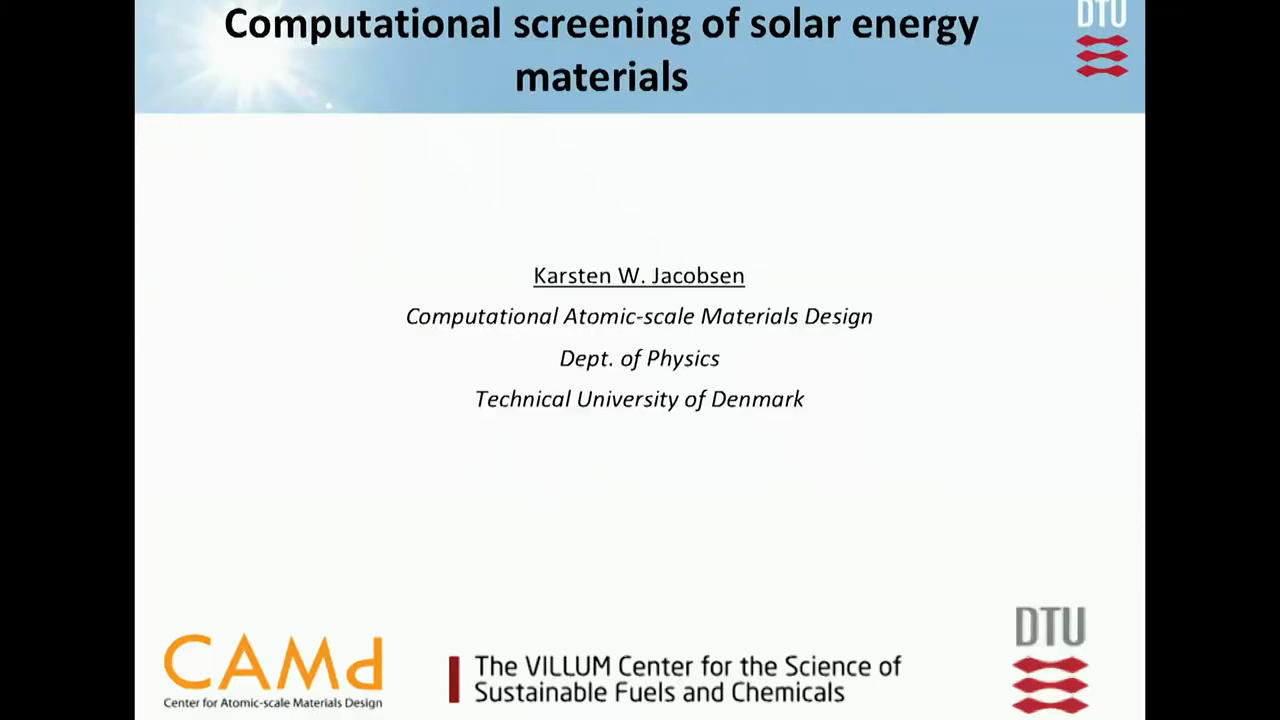 Computational screening of solar energy
materials
DTU
Karsten W. Jacobsen
Computational Atomic-scale Materials Design
Dept. of Physics
Technical University of Denmark
CAMd
Center for Atomic-scale Materials Design
The VILLUM Center for the Science of
Sustainable Fuels and Chemicals
DTU